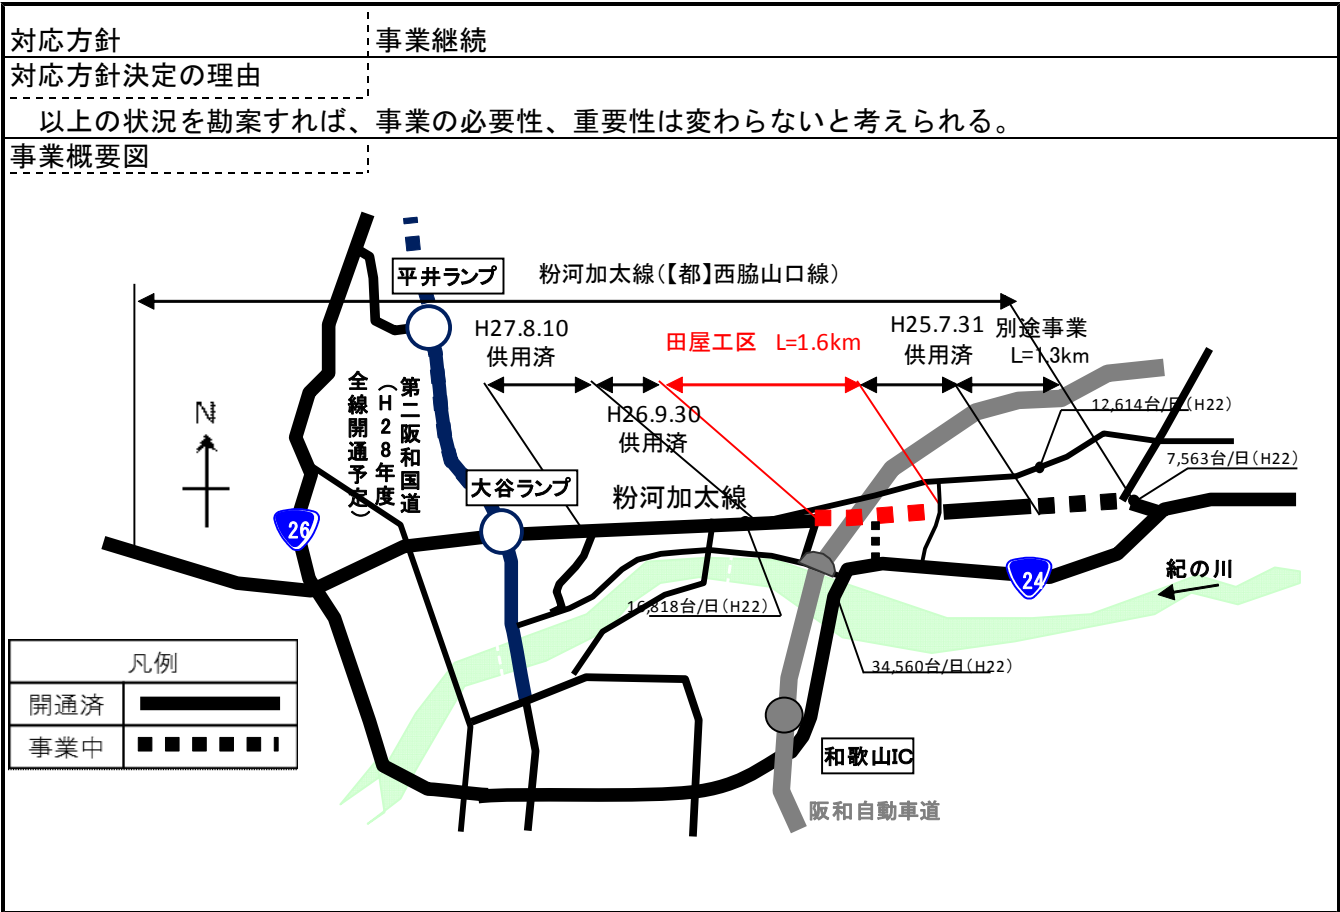 対応方針
事業継続
対応方針決定の理由
以上の状況を勘案すれば、事業の必要性、重要性は変わらないと考えられる。
事業概要図
平井ランプ
粉河加太線(【都】西脇山口線)
H27.8.10
供用済
田屋工区 L=1.6km
H25.7.31
供用済
別途事業
L=1.3km
H26.9.30
供用済
第二阪和国道
(H28年度
全線開通予定)
N
12,614台/日(H22)
7,563台/日(H22)
大谷ランプ
粉河加太線
26
24
紀の川
16,818台/日(H22)
34,560台/日(H22)
凡例
開通済
事業中
和歌山IC
阪和自動車道